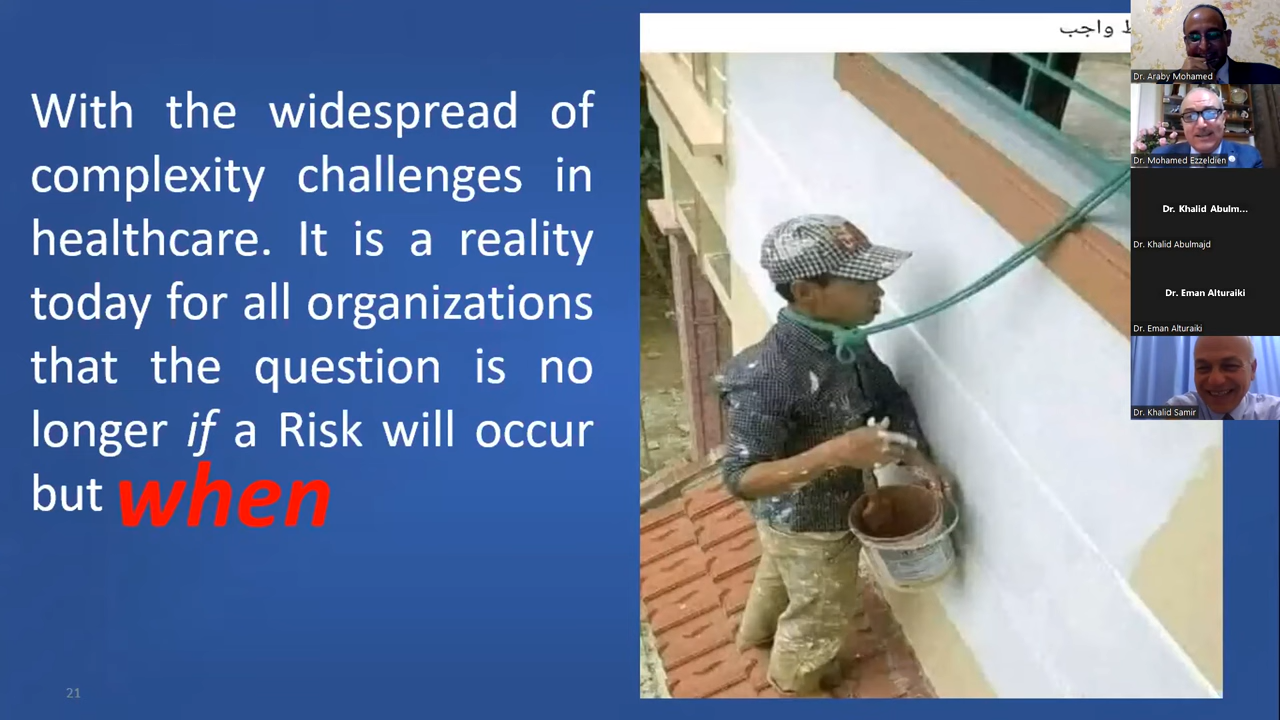 With the widespread of
complexity challenges in
healthcare. It is a reality
today for all organizations
that the question is no
longer if a Risk will occur
but when
21
واجب
Dr. Araby Mohamed
Dr. Mohamed Ezzeldien
Dr. Khalid Abulm...
Dr. Khalid Abulmajd
Dr. Eman Alturaiki
Dr. Eman Alturaiki
Dr. Khalid Samir